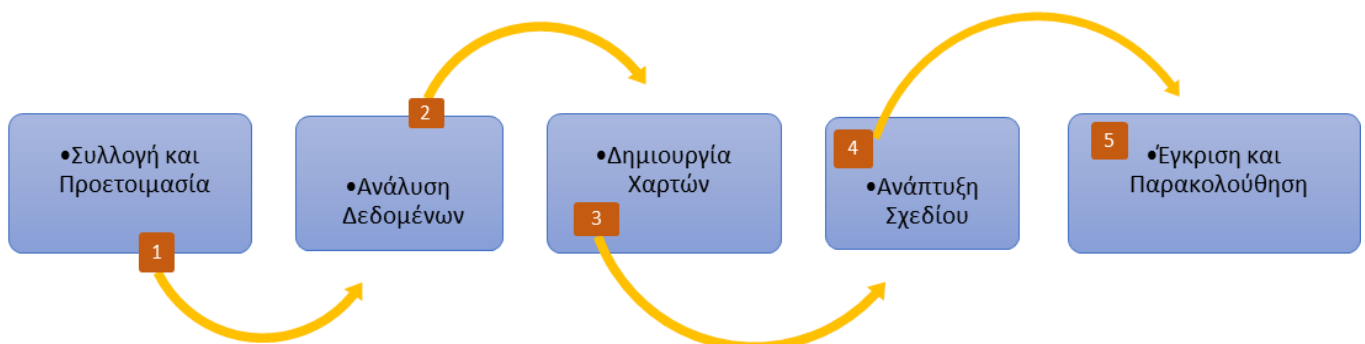 •Συλλογή και
Προετοιμασία
1
2
•Ανάλυση
Δεδομένων
•Δημιουργία
Χαρτών
3
4
•Ανάπτυξη
Σχεδίου
5
•Έγκριση και
Παρακολούθηση